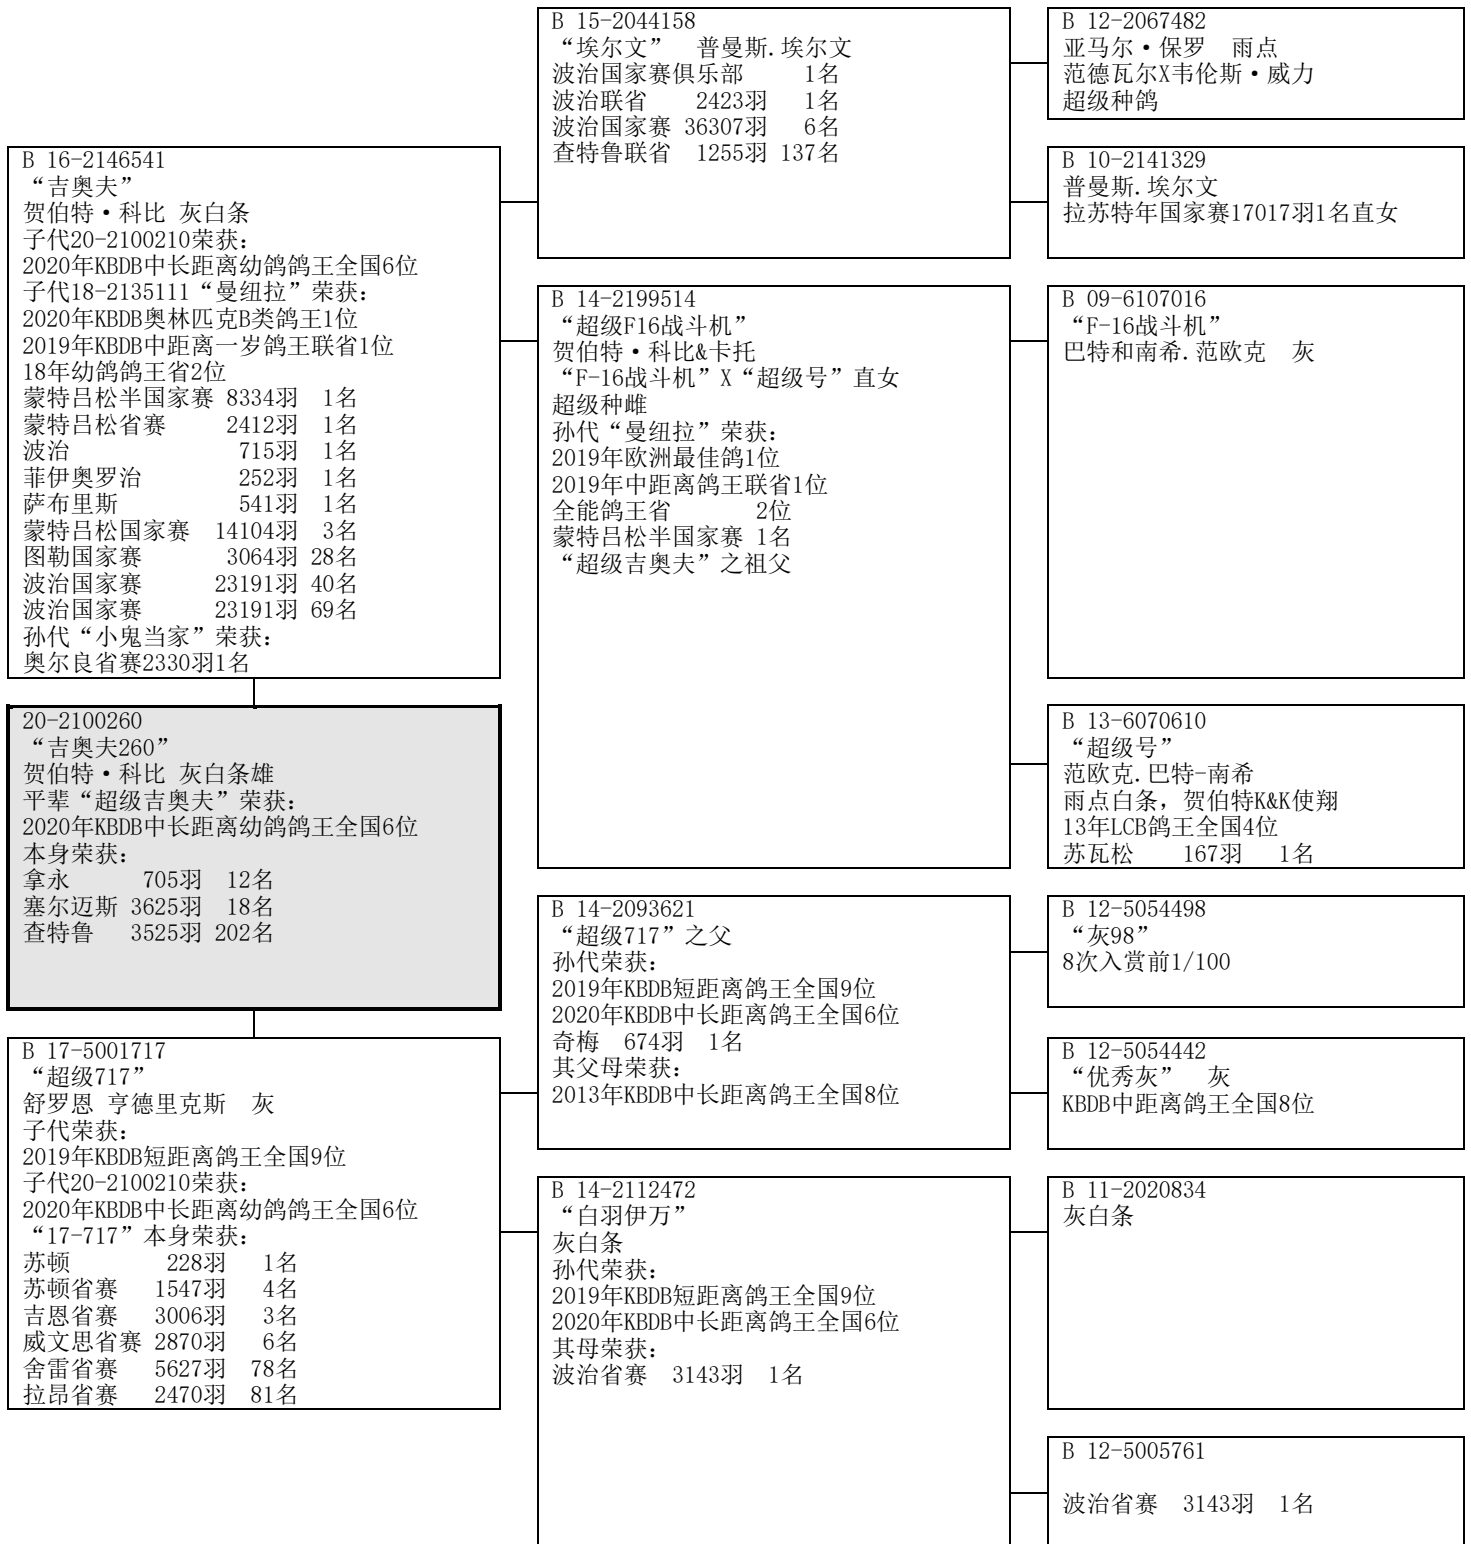 B 16-2146541
“吉奥夫”
贺伯特·科比 灰白条
子代20-2100210荣获：
2020年KBDB中长距离幼鸽鸽王全国6位
子代18-2135111“曼纽拉”荣获：
2020年KBDB奥林匹克B类鸽王1位
2019年KBDB中距离一岁鸽王联省1位
18年幼鸽鸽王省2位
蒙特吕松半国家赛 8334羽 1名
蒙特吕松省赛 2412羽 1名
波治 715羽 1名
菲伊奥罗治 252羽 1名
萨布里斯 541羽 1名
蒙特吕松国家赛 14104羽 3名
图勒国家赛 3064羽 28名
波治国家赛 23191羽 40名
波治国家赛 23191羽 69名
孙代“小鬼当家”荣获：
奥尔良省赛2330羽1名
20-2100260
“吉奥夫260”
贺伯特·科比 灰白条雄
平辈“超级吉奥夫”荣获：
2020年KBDB中长距离幼鸽鸽王全国6位
本身荣获：
拿永 705羽 12名
塞尔迈斯 3625羽 18名
查特鲁 3525羽 202名
B 17-5001717
“超级717”
舒罗恩 亨德里克斯 灰
子代荣获：
2019年KBDB短距离鸽王全国9位
子代20-2100210荣获：
2020年KBDB中长距离幼鸽鸽王全国6位
“17-717”本身荣获：
苏顿 228羽 1名
苏顿省赛 1547羽 4名
吉恩省赛 3006羽 3名
威文思省赛 2870羽 6名
舍雷省赛 5627羽 78名
拉昂省赛 2470羽 81名
B 15-2044158
“埃尔文” 普曼斯.埃尔文
波治国家赛俱乐部 1名
波治联省 2423羽 1名
波治国家赛 36307羽 6名
查特鲁联省 1255羽 137名
B 14-2199514
“超级F16战斗机”
贺伯特·科比&卡托
“F-16战斗机”X“超级号”直女
超级种雌
孙代“曼纽拉”荣获：
2019年欧洲最佳鸽1位
2019年中距离鸽王联省1位
全能鸽王省 2位
蒙特吕松半国家赛 1名
“超级吉奥夫”之祖父
B 14-2093621
“超级717”之父
孙代荣获：
2019年KBDB短距离鸽王全国9位
2020年KBDB中长距离鸽王全国6位
奇梅 674羽 1名
其父母荣获：
2013年KBDB中长距离鸽王全国8位
B 14-2112472
“白羽伊万”
灰白条
孙代荣获：
2019年KBDB短距离鸽王全国9位
2020年KBDB中长距离鸽王全国6位
其母荣获：
波治省赛 3143羽 1名
B 12-2067482
亚马尔·保罗 雨点
范德瓦尔X韦伦斯·威力
超级种鸽
B 10-2141329
普曼斯.埃尔文
拉苏特年国家赛17017羽1名直女
B 09-6107016
“F-16战斗机”
巴特和南希.范欧克 灰
B 13-6070610
“超级号”
范欧克.巴特-南希
雨点白条，贺伯特K&K使翔
13年LCB鸽王全国4位
苏瓦松 167羽 1名
B 12-5054498
“灰98”
8次入赏前1/100
B 12-5054442
“优秀灰” 灰
KBDB中距离鸽王全国8位
B 11-2020834
灰白条
B 12-5005761
波治省赛 3143羽 1名